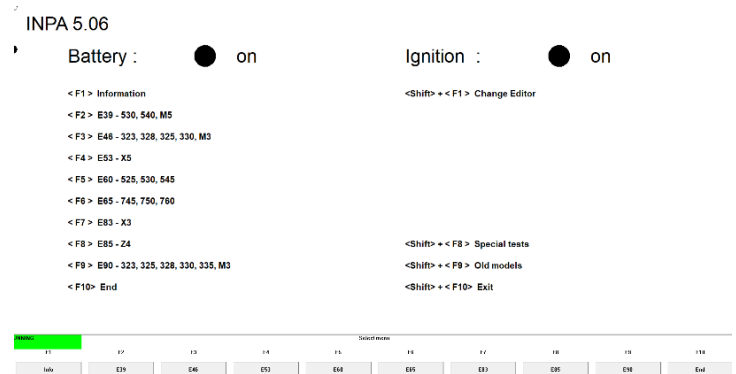 INPA 5.06
Battery : on Ignition : on
< F1 > Information <Shift> + < F1 > Change Editor
< F2 > E39 - 530, 540, M5
< F3 > E46 - 323, 328, 325, 330, M3
< F4 > E53 - X5
< F5 > E60 - 525, 530, 545
< F6 > E65 - 745, 750, 760
< F7 > E83 - X3
< F8 > E85 - Z4 <Shift> + < F8 > Special tests
< F9 > E90 - 323, 325, 328, 330, 335, M3 <Shift> + < F9 > Old models
< F10> End <Shift> + < F10> Exit
Select menu
F1 F2 F3 F4 F5 F6 F7 F8 F9 F10
Info E39 E46 E53 E60 E65 E83 E85 E90 End